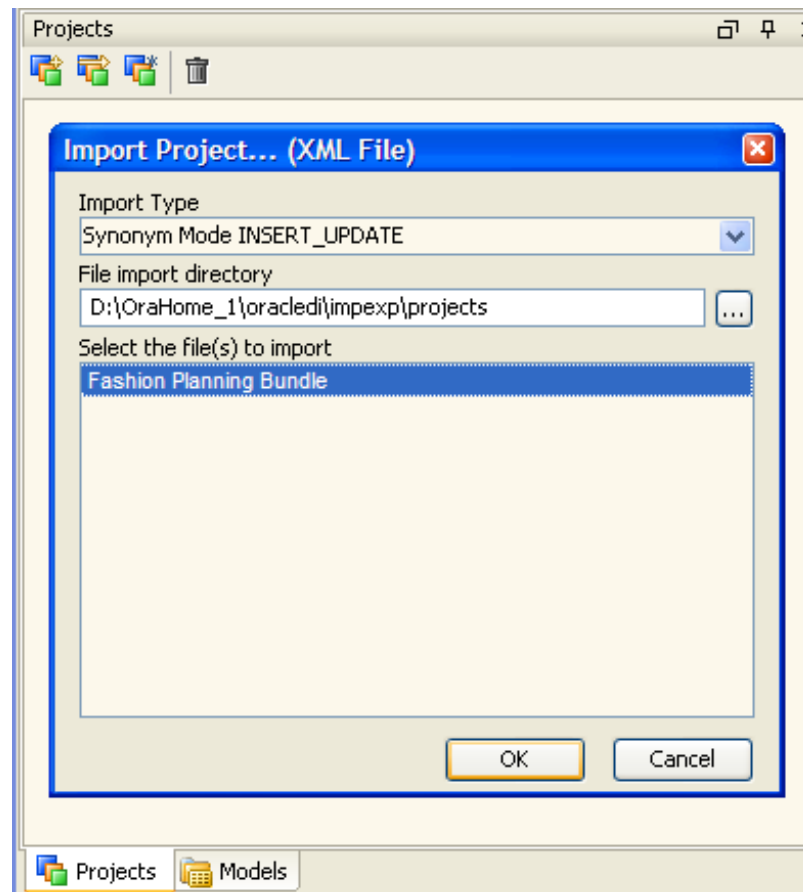 Projects
Import Project... (XML File)
Import Type
Synonym Mode INSERT_UPDATE
File import directory
D:\OraHome_1\oracledi\impexp\projects
...
Select the file(s) to import
Fashion Planning Bundle
OK Cancel
Projects Models